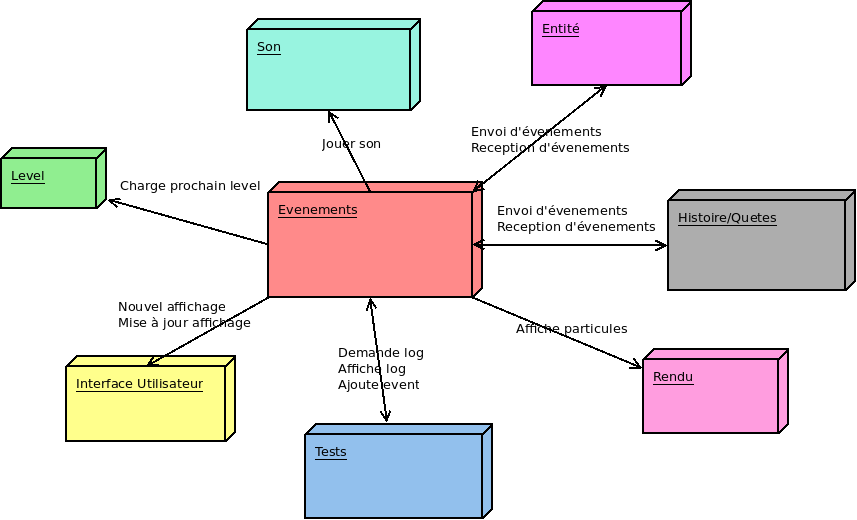 Son
Entité
Jouer son
Envoi d'évenements
Reception d'évenements
Level
Charge prochain level
Evenements
Envoi d'évenements
Reception d'évenements
Histoire/Quetes
Nouvel affichage
Mise à jour affichage
Affiche particules
Demande log
Affiche log
Ajoute event
Interface Utilisateur
Rendu
Tests